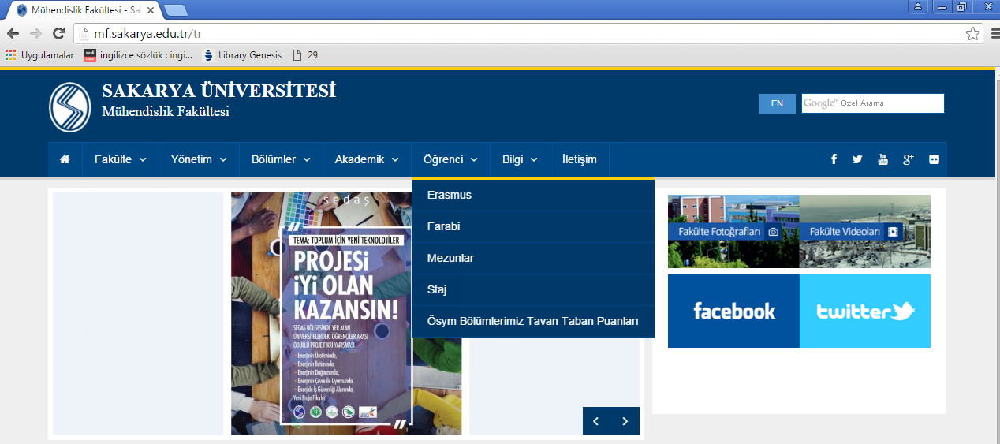 Mühendislik Fakültesi - Sa
mf.sakarya.edu.tr/tr
Uygulamalar
ingilizce sözlük : ingi...
Library Genesis
29
SAKARYA ÜNİVERSİTESİ
Mühendislik Fakültesi
EN
Google™ Özel Arama
Fakülte
Yönetim
Bölümler
Akademik
Öğrenci
Bilgi
İletişim
Erasmus
Farabi
Mezunlar
Staj
Ösym Bölümlerimiz Tavan Taban Puanları
sedaş
TEMA: TOPLUM İÇİN YENİ TEKNOLOJİLER
PROJESİ
İYİ OLAN
KAZANSIN!
SEDAŞ BÖLGESİNDE YER ALAN
ÜNİVERSİTELERDEKİ ÖĞRENCİLER ARASI
ÖDÜLLÜ PROJE FİKRİ YARIŞMASI
• Enerjinin Üretiminde,
• Enerjinin İletiminde,
• Enerjinin Dağıtımında,
• Enerjinin Çevre ile Uyumunda,
• Enerjide İş Güvenliği Alanında,
Yeni Proje Fikirleri
Fakülte Fotoğrafları
Fakülte Videoları
facebook
twitter